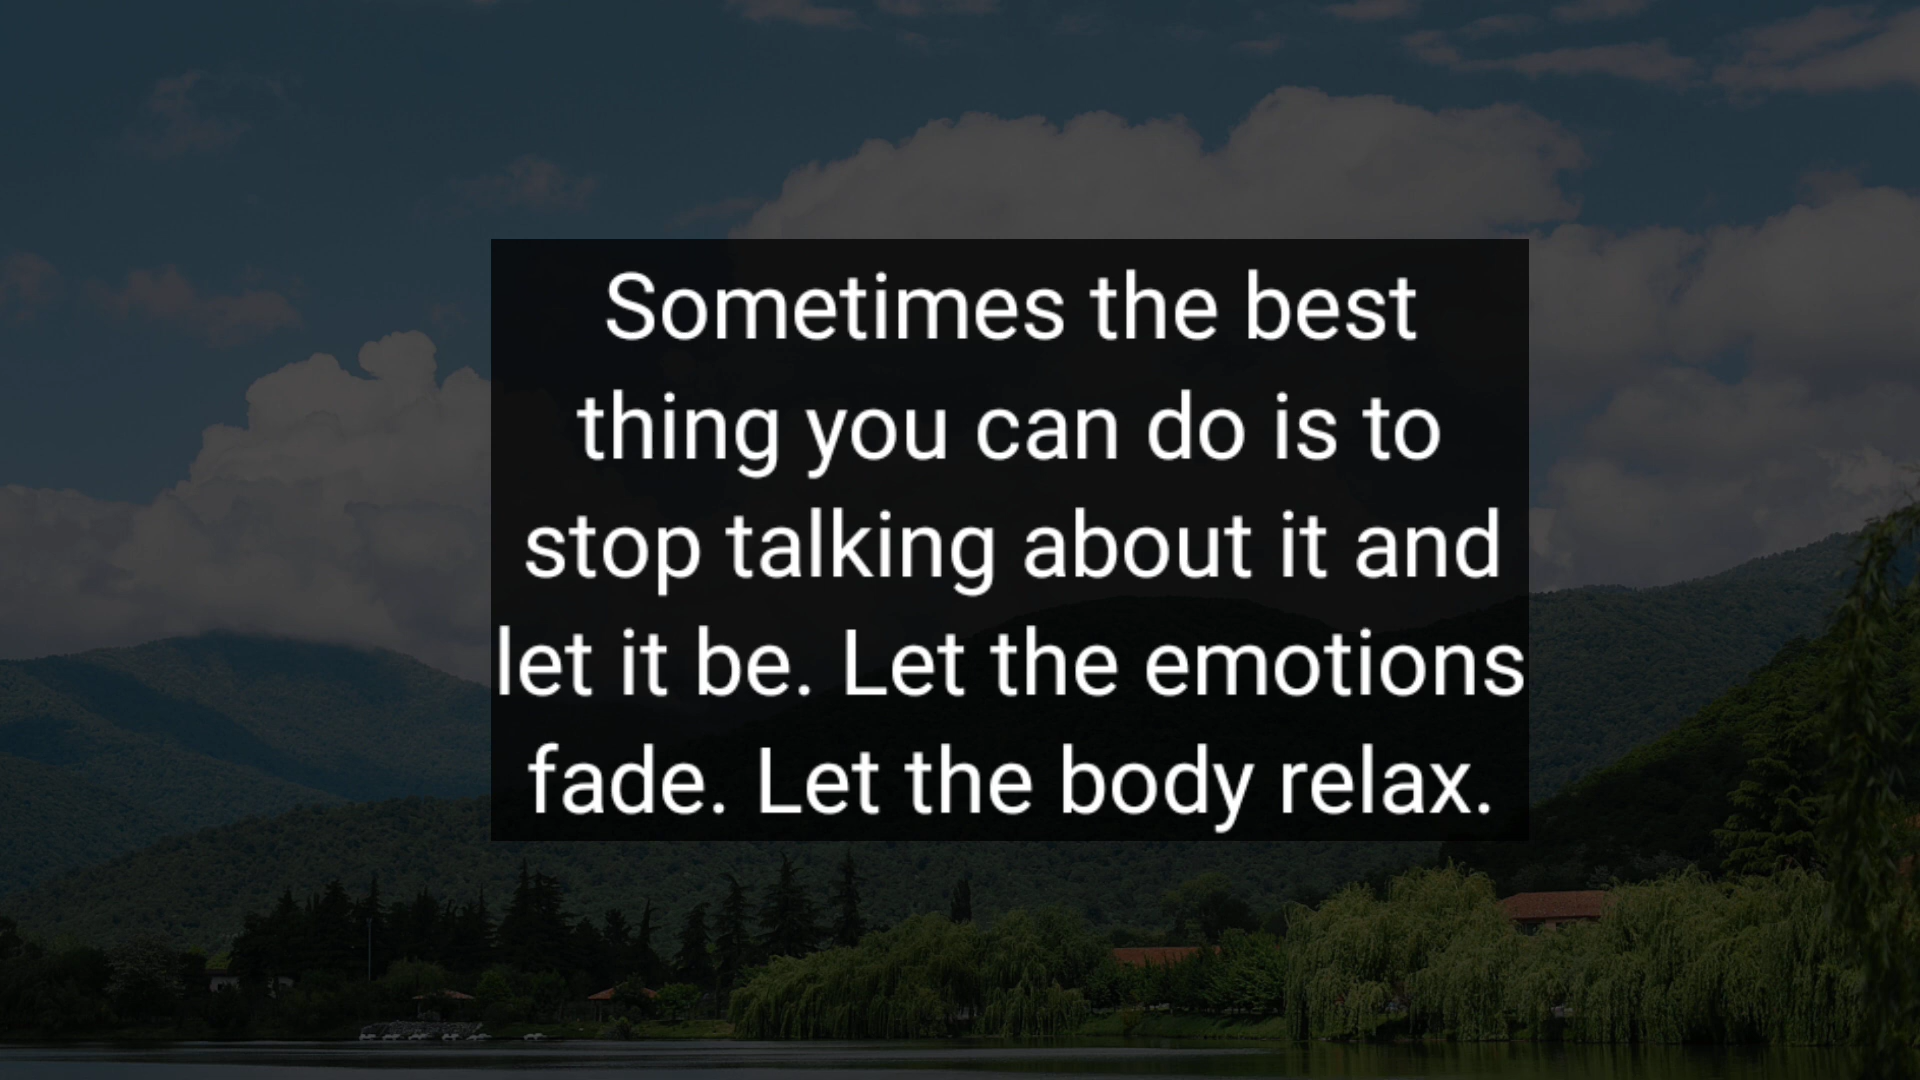 Sometimes the best
thing you can do is to
stop talking about it and
let it be. Let the emotions
fade. Let the body relax.